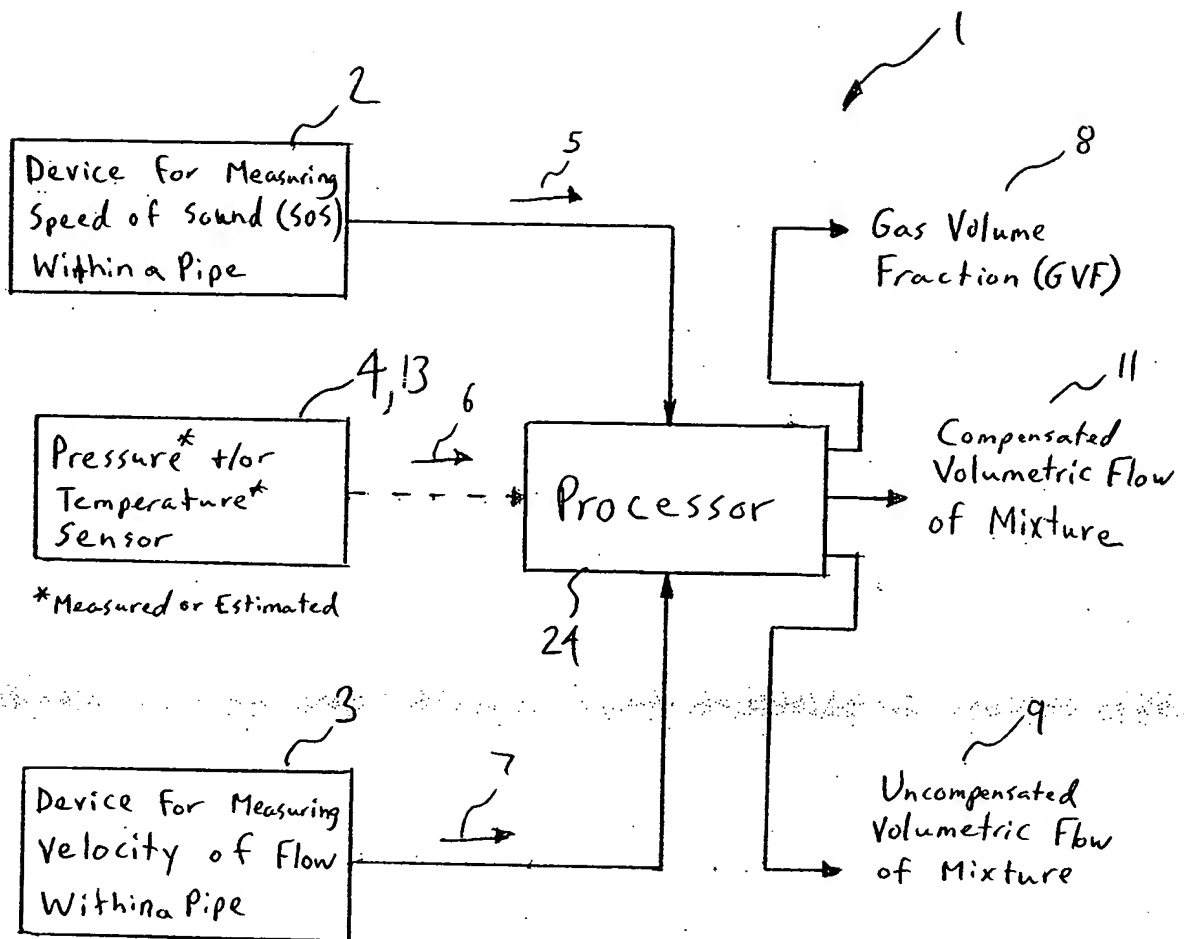 1
2
Device For Measuring
Speed of Sound (SOS)
Within a Pipe
5
8
Gas Volume
Fraction (GVF)
4,13
Pressure* +/or
Temperature*
Sensor
6
*Measured or Estimated
Processor
24
11
Compensated
Volumetric Flow
of Mixture
3
Device For Measuring
Velocity of Flow
Within a Pipe
7
9
Uncompensated
Volumetric Flow
of Mixture